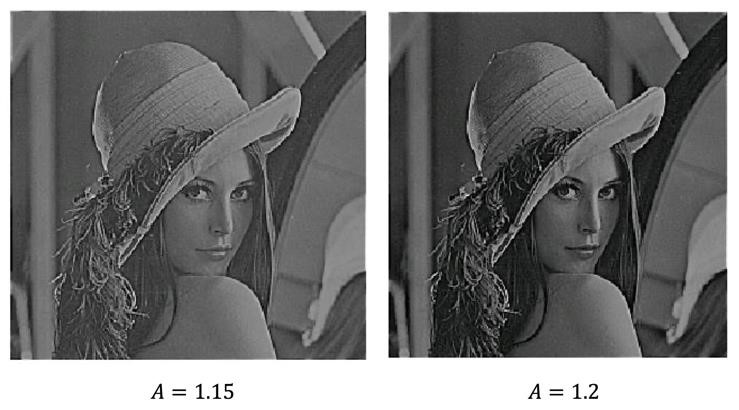 A = 1.15
A = 1.2